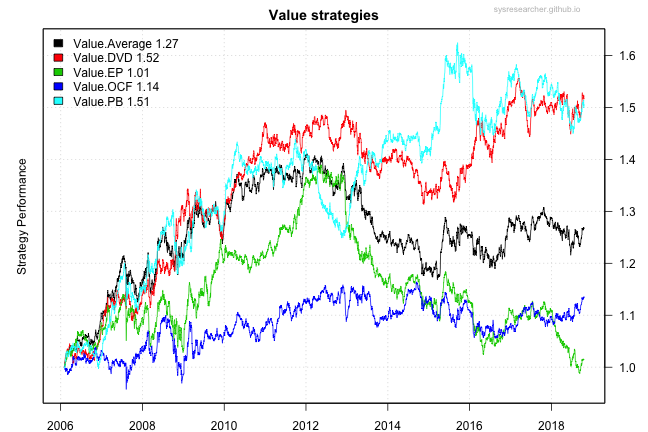 Value strategies
sysresearcher.github.io
Value.Average 1.27
Value.DVD 1.52
Value.EP 1.01
Value.OCF 1.14
Value.PB 1.51
Strategy Performance
1.6
1.5
1.4
1.3
1.2
1.1
1.0
2006 2008 2010 2012 2014 2016 2018